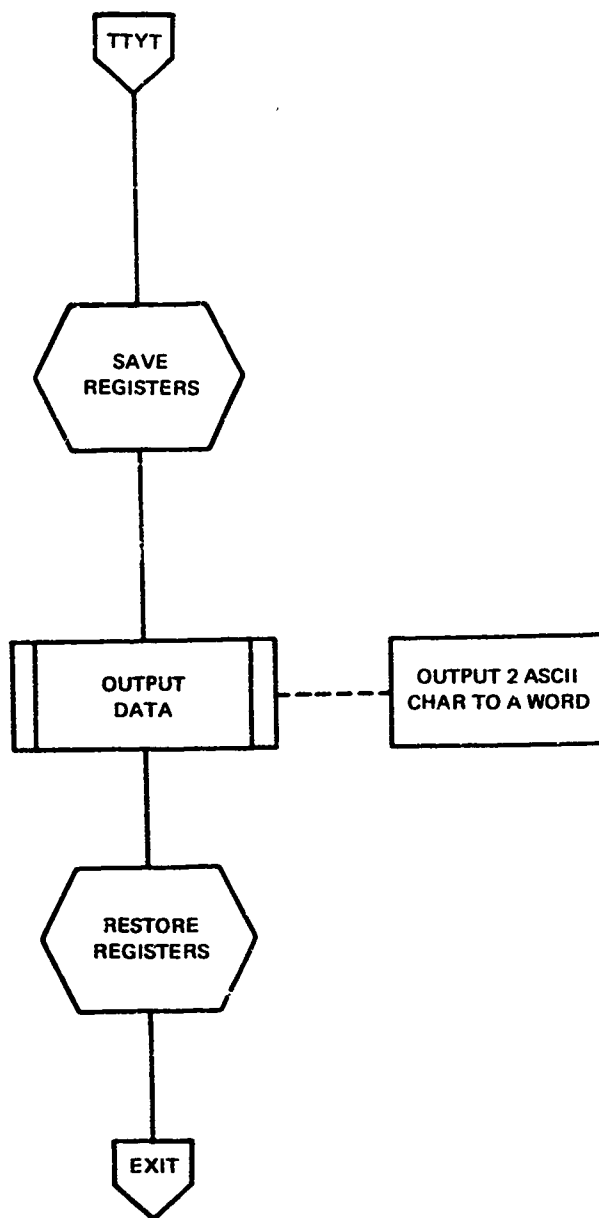 TTYT
SAVE
REGISTERS
OUTPUT
DATA
OUTPUT 2 ASCII
CHAR TO A WORD
RESTORE
REGISTERS
EXIT